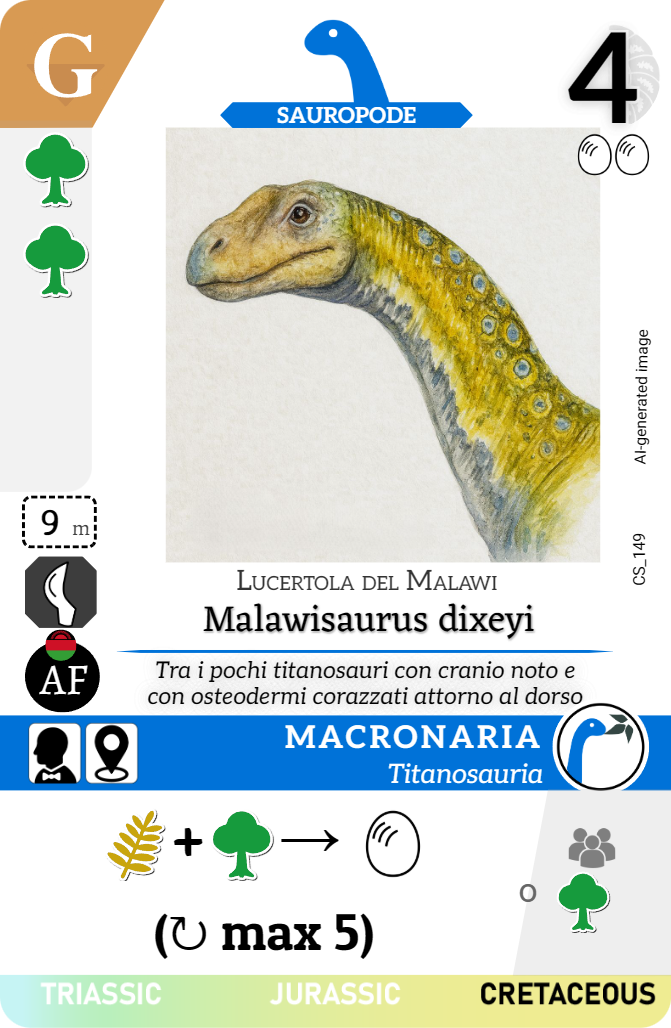 G
SAUROPODE
4
AI-generated image
CS_149
9 m
AF
Lucertola del Malawi
Malawisaurus dixeyi
Tra i pochi titanosauri con cranio noto e
con osteodermi corazzati attorno al dorso
MACRONARIA
Titanosauria
+ →
o
(↻ max 5)
TRIASSIC JURASSIC CRETACEOUS